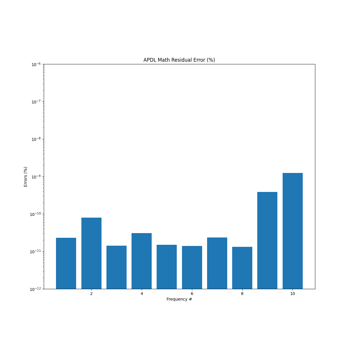 APDL Math Residual Error (%)
10⁻⁶
10⁻⁷
10⁻⁸
10⁻⁹
10⁻¹⁰
10⁻¹¹
10⁻¹²
Errors (%)
2 4 6 8 10
Frequency #